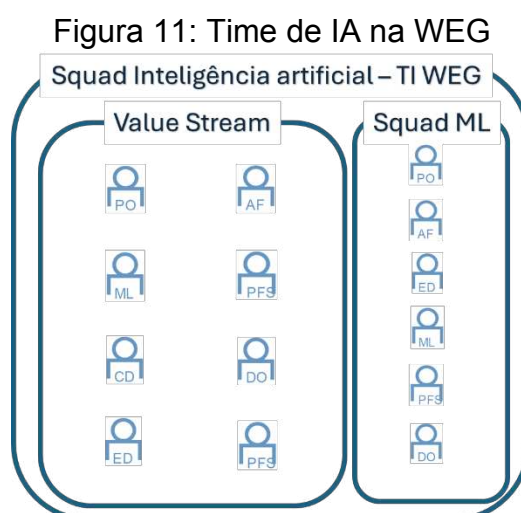 Figura 11: Time de IA na WEG
Squad Inteligência artificial – TI WEG
Value Stream
PO AF
ML PFS
CD DO
ED PFS
Squad ML
PO
AF
ED
ML
PFS
DO